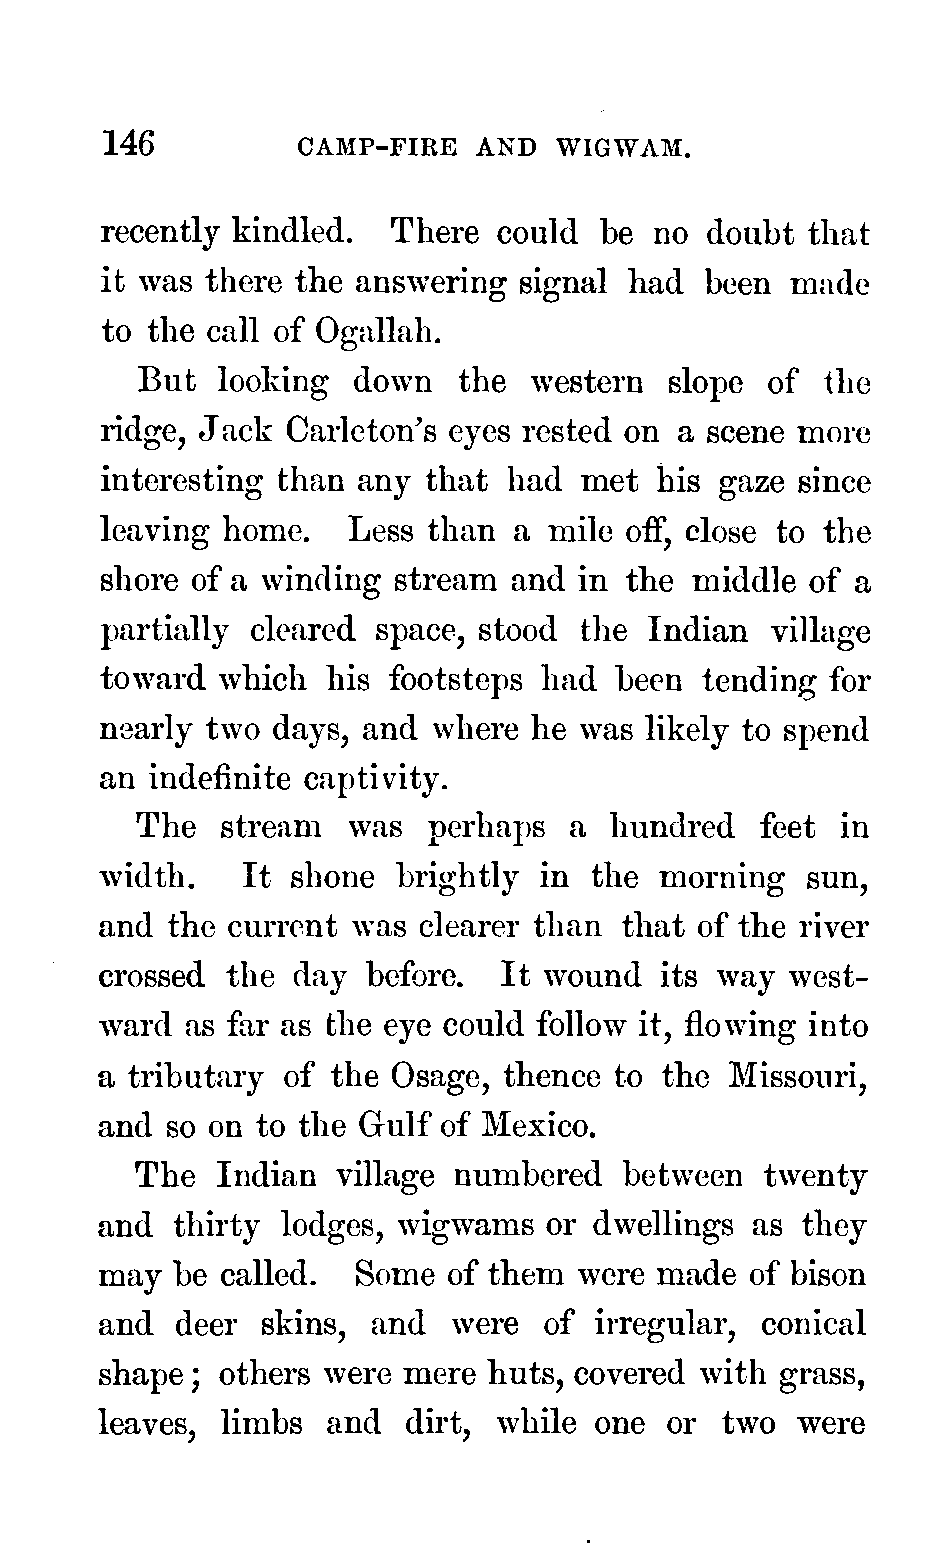 146 CAMP-FIRE AND WIGWAM.
recently kindled. There could be no doubt that
it was there the answering signal had been made
to the call of Ogallah.
But looking down the western slope of the
ridge, Jack Carleton's eyes rested on a scene more
interesting than any that had met his gaze since
leaving home. Less than a mile off, close to the
shore of a winding stream and in the middle of a
partially cleared space, stood the Indian village
toward which his footsteps had been tending for
nearly two days, and where he was likely to spend
an indefinite captivity.
The stream was perhaps a hundred feet in
width. It shone brightly in the morning sun,
and the current was clearer than that of the river
crossed the day before. It wound its way west-
ward as far as the eye could follow it, flowing into
a tributary of the Osage, thence to the Missouri,
and so on to the Gulf of Mexico.
The Indian village numbered between twenty
and thirty lodges, wigwams or dwellings as they
may be called. Some of them were made of bison
and deer skins, and were of irregular, conical
shape; others were mere huts, covered with grass,
leaves, limbs and dirt, while one or two were